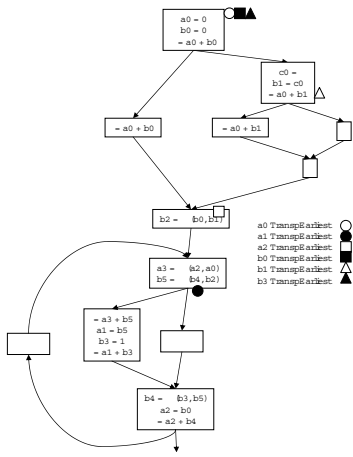 a0 = 0
b0 = 0
= a0 + b0
c0 =
b1 = c0
= a0 + b1
= a0 + b0
= a0 + b1
b2 = (b0,b1)
a0 TranspEarliest
a1 TranspEarliest
a2 TranspEarliest
b0 TranspEarliest
b1 TranspEarliest
b3 TranspEarliest
a3 = (a2,a0)
b5 = (b4,b2)
= a3 + b5
a1 = b5
b3 = 1
= a1 + b3
b4 = (b3,b5)
a2 = b0
= a2 + b4